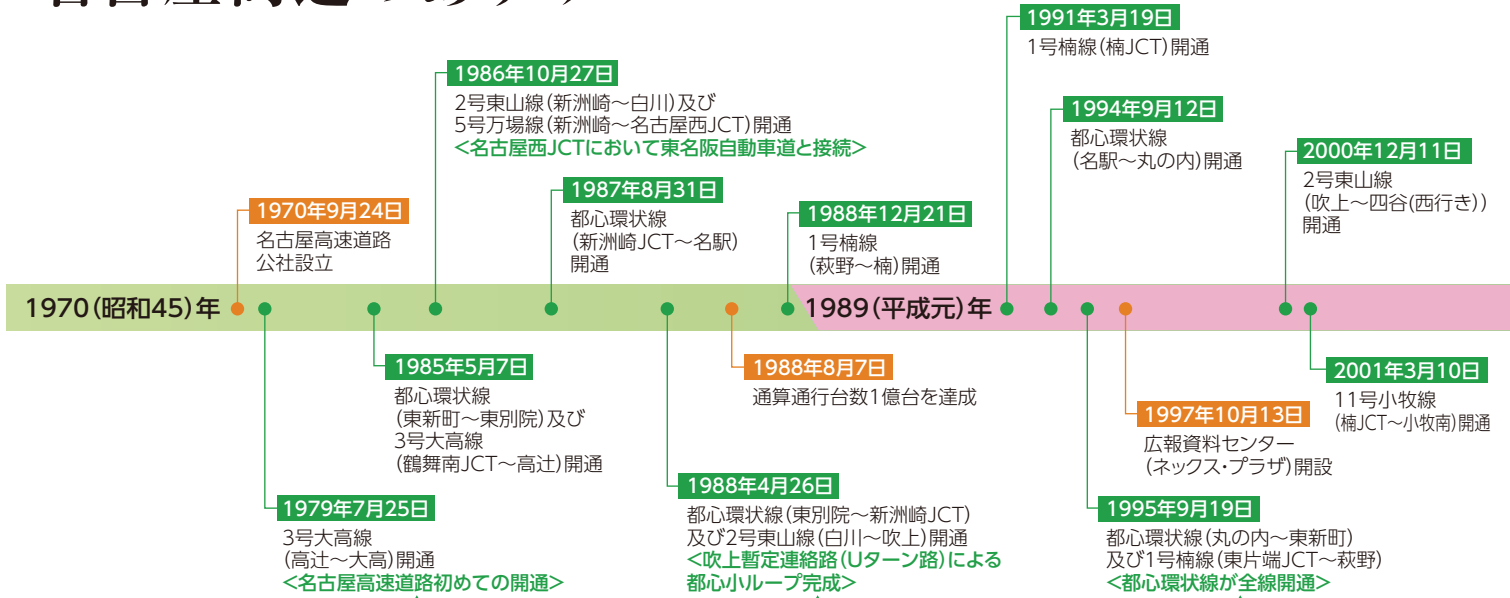 1991年3月19日
1号楠線(楠JCT)開通
1986年10月27日
2号東山線(新洲崎〜白川)及び
5号万場線(新洲崎〜名古屋西JCT)開通
<名古屋西JCTにおいて東名阪自動車道と接続>
1994年9月12日
都心環状線
(名駅〜丸の内)開通
2000年12月11日
2号東山線
(吹上〜四谷(西行き))
開通
1987年8月31日
都心環状線
(新洲崎JCT〜名駅)
開通
1970年9月24日
名古屋高速道路
公社設立
1988年12月21日
1号楠線
(萩野〜楠)開通
1970(昭和45)年
1989(平成元)年
1985年5月7日
都心環状線
(東新町〜東別院)及び
3号大高線
(鶴舞南JCT〜高辻)開通
1988年8月7日
通算通行台数1億台を達成
2001年3月10日
11号小牧線
(楠JCT〜小牧南)開通
1997年10月13日
広報資料センター
(ネックス・プラザ)開設
1979年7月25日
3号大高線
(高辻〜大高)開通
<名古屋高速道路初めての開通>
1988年4月26日
都心環状線(東別院〜新洲崎JCT)
及び2号東山線(白川〜吹上)開通
<吹上暫定連絡路(Uターン路)による
都心小ループ完成>
1995年9月19日
都心環状線(丸の内〜東新町)
及び1号楠線(東片端JCT〜萩野)
<都心環状線が全線開通>